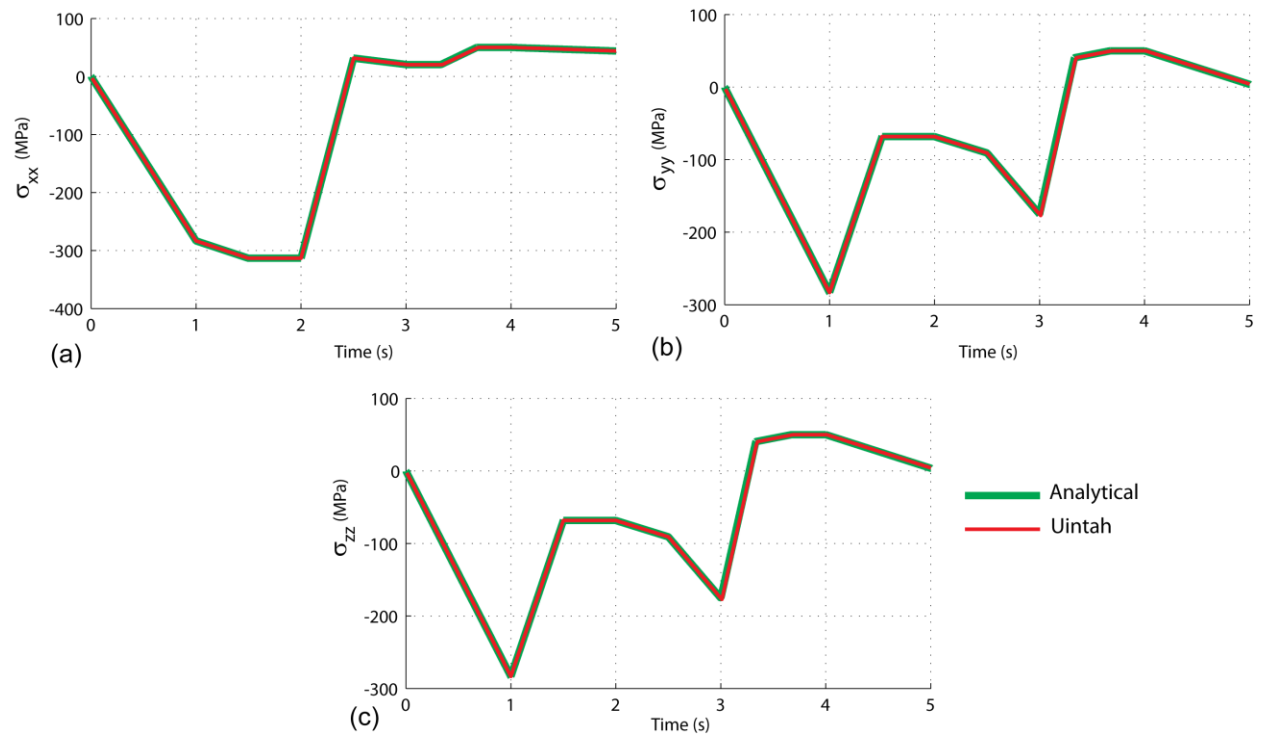 100
0
-100
-200
-300
-400
σxx (MPa)
0 1 2 3 4 5
Time (s)
(a)
100
0
-100
-200
-300
σyy (MPa)
0 1 2 3 4 5
Time (s)
(b)
100
0
-100
-200
-300
σzz (MPa)
0 1 2 3 4 5
Time (s)
(c)
Analytical
Uintah